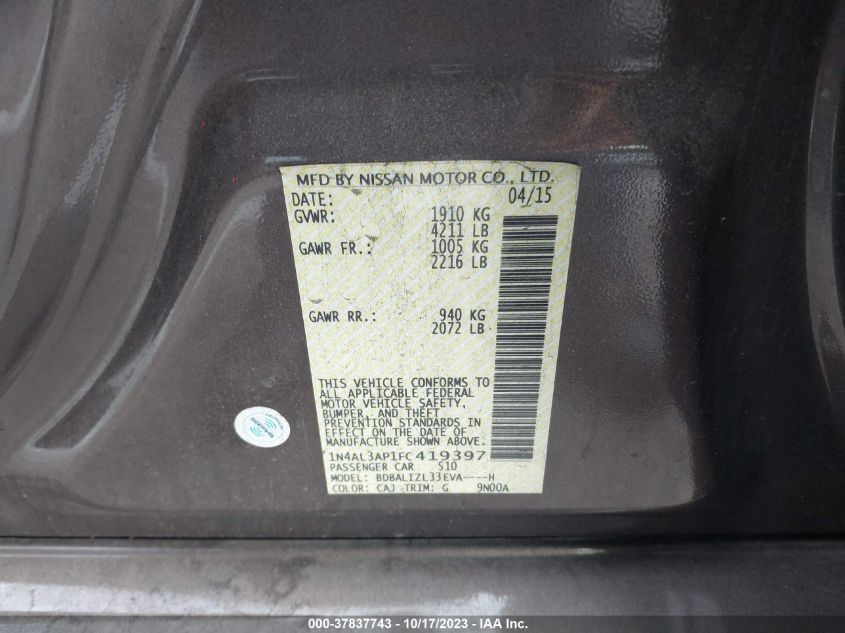 MFD BY NISSAN MOTOR CO., LTD.
DATE: 04/15
GVWR: 1910 KG
4211 LB
GAWR FR.: 1005 KG
2216 LB
GAWR RR.: 940 KG
2072 LB
THIS VEHICLE CONFORMS TO
ALL APPLICABLE FEDERAL
MOTOR VEHICLE SAFETY,
BUMPER, AND THEFT
PREVENTION STANDARDS IN
EFFECT ON THE DATE OF
MANUFACTURE SHOWN ABOVE.
1N4AL3AP1FC419397
PASSENGER CAR S10
MODEL: BDBALIZL33EVA----H
COLOR: CAJ TRIM: G 9N00A
000-37837743 - 10/17/2023 - © IAA Holdings, LLC.